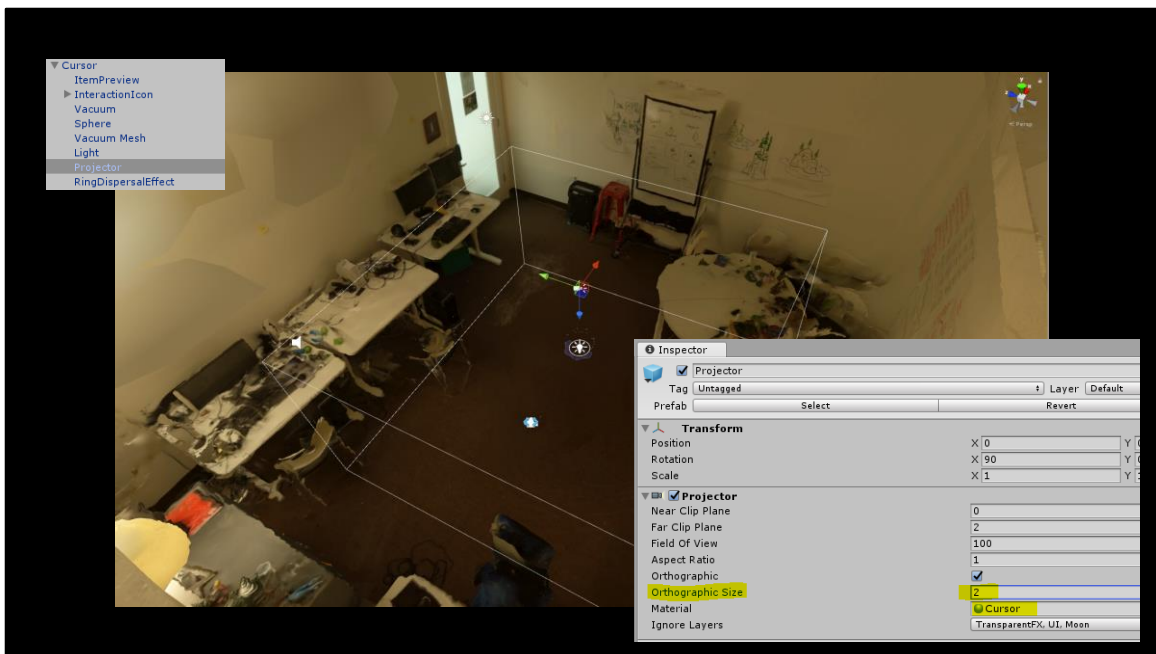 Cursor
ItemPreview
InteractionIcon
Vacuum
Sphere
Vacuum Mesh
Light
Projector
RingDispersalEffect
y
x
z
< Persp
Inspector
Projector
Tag Untagged Layer Default
Prefab Select Revert
Transform
Position X 0 Y
Rotation X 90 Y
Scale X 1 Y
Projector
Near Clip Plane 0
Far Clip Plane 2
Field Of View 100
Aspect Ratio 1
Orthographic
Orthographic Size 2
Material Cursor
Ignore Layers TransparentFX, UI, Moon